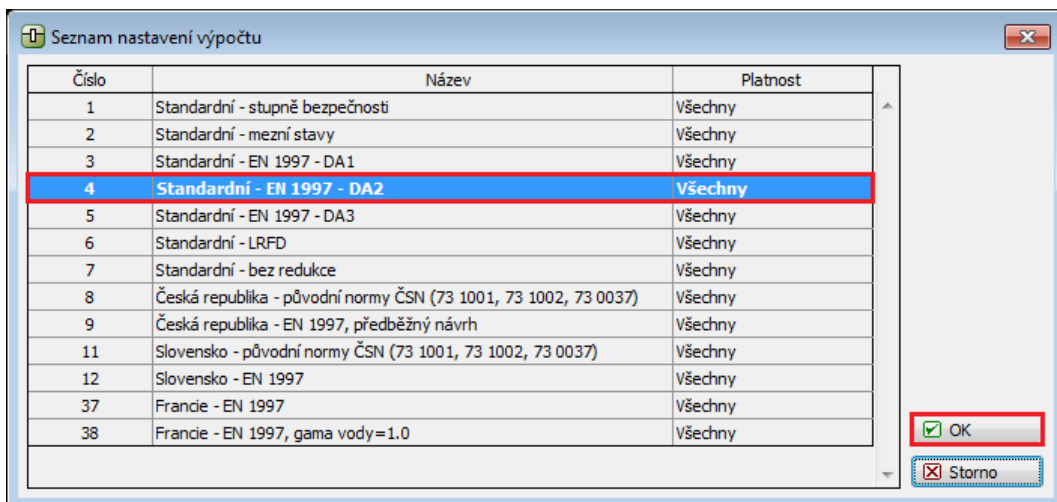 Seznam nastavení výpočtu
Číslo Název Platnost
1 Standardní - stupně bezpečnosti Všechny
2 Standardní - mezní stavy Všechny
3 Standardní - EN 1997 - DA1 Všechny
4 Standardní - EN 1997 - DA2 Všechny
5 Standardní - EN 1997 - DA3 Všechny
6 Standardní - LRFD Všechny
7 Standardní - bez redukce Všechny
8 Česká republika - původní normy ČSN (73 1001, 73 1002, 73 0037) Všechny
9 Česká republika - EN 1997, předběžný návrh Všechny
11 Slovensko - původní normy ČSN (73 1001, 73 1002, 73 0037) Všechny
12 Slovensko - EN 1997 Všechny
37 Francie - EN 1997 Všechny
38 Francie - EN 1997, gama vody=1.0 Všechny
OK
Storno